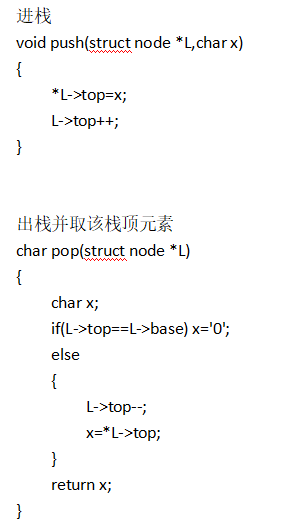 进栈
void push(struct node *L,char x)
{
*L->top=x;
L->top++;
}
出栈并取该栈顶元素
char pop(struct node *L)
{
char x;
if(L->top==L->base) x='0';
else
{
L->top--;
x=*L->top;
}
return x;
}